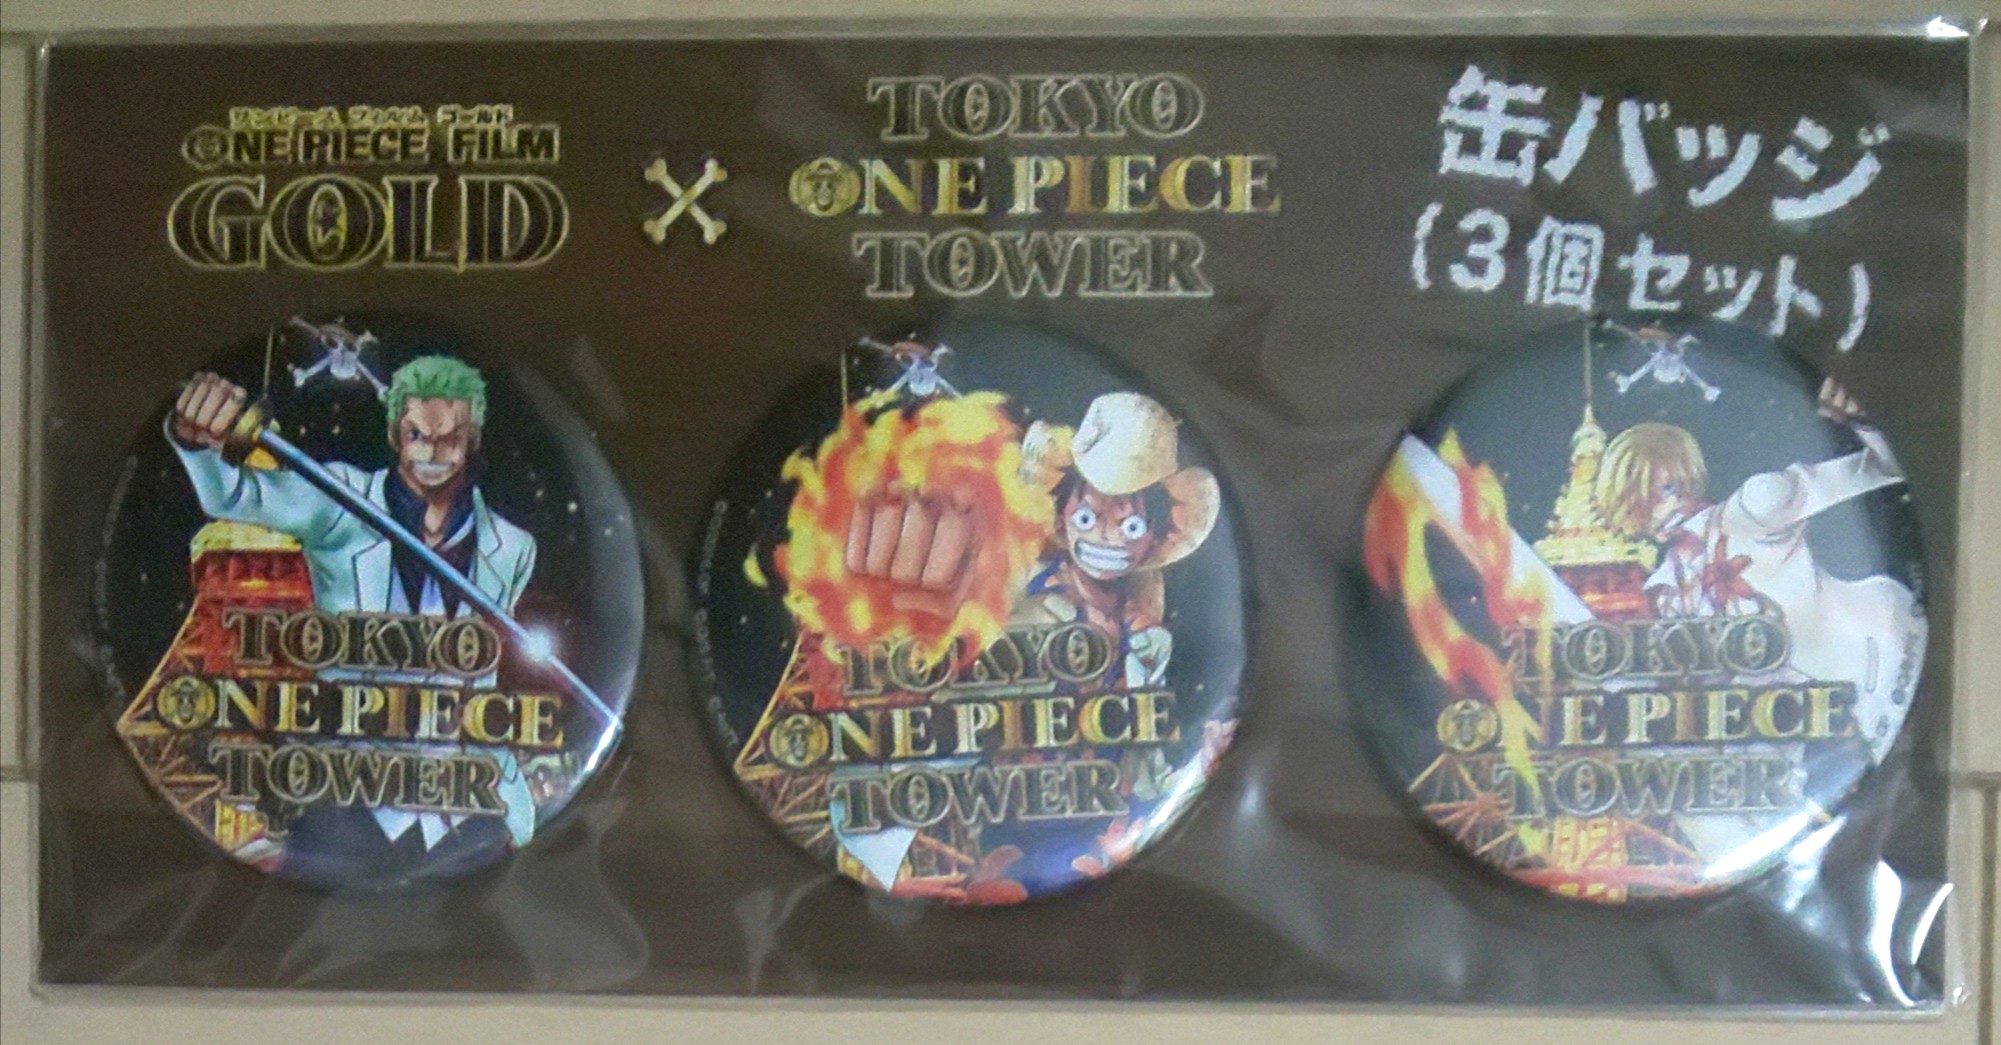 ワンピース フィルム ゴールド
ONE PIECE FILM
GOLD
TOKYO
ONE PIECE
TOWER
缶バッジ
(3個セット)
TOKYO
ONE PIECE
TOWER
TOKYO
ONE PIECE
TOWER
TOKYO
ONE PIECE
TOWER